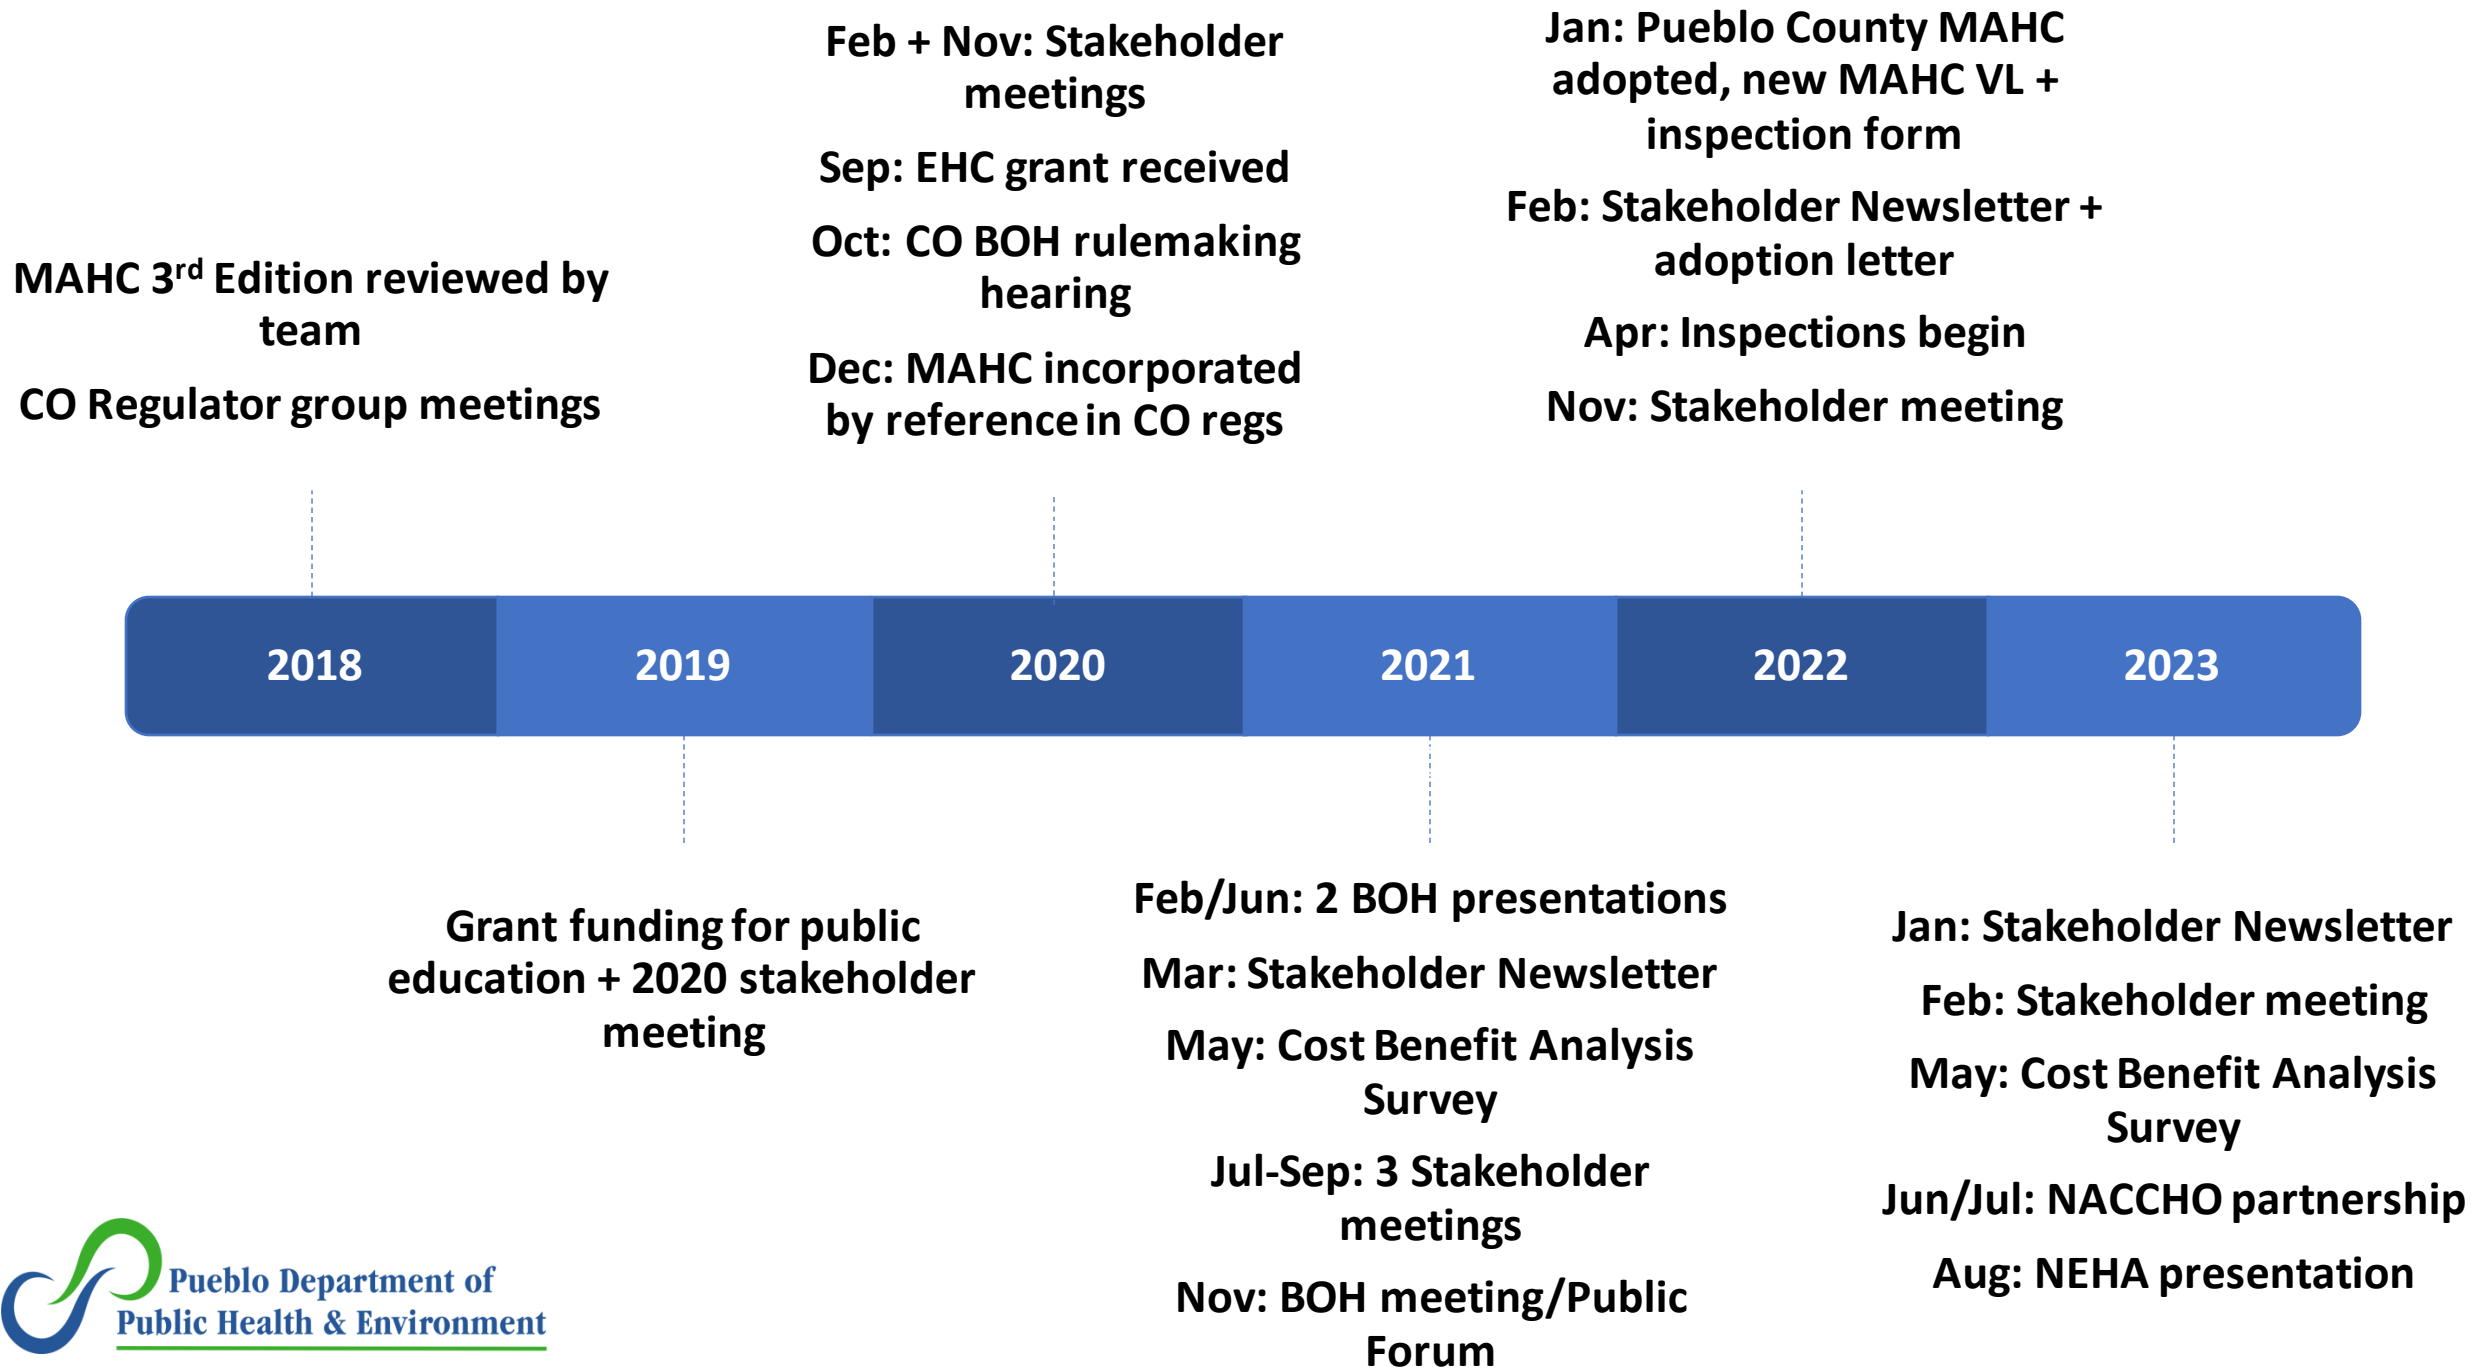 MAHC 3rd Edition reviewed by
team
CO Regulator group meetings
Feb + Nov: Stakeholder
meetings
Sep: EHC grant received
Oct: CO BOH rulemaking
hearing
Dec: MAHC incorporated
by reference in CO regs
Jan: Pueblo County MAHC
adopted, new MAHC VL +
inspection form
Feb: Stakeholder Newsletter +
adoption letter
Apr: Inspections begin
Nov: Stakeholder meeting
2018
2019
2020
2021
2022
2023
Grant funding for public
education + 2020 stakeholder
meeting
Feb/Jun: 2 BOH presentations
Mar: Stakeholder Newsletter
May: Cost Benefit Analysis
Survey
Jul-Sep: 3 Stakeholder
meetings
Nov: BOH meeting/Public
Forum
Jan: Stakeholder Newsletter
Feb: Stakeholder meeting
May: Cost Benefit Analysis
Survey
Jun/Jul: NACCHO partnership
Aug: NEHA presentation
Pueblo Department of
Public Health & Environment